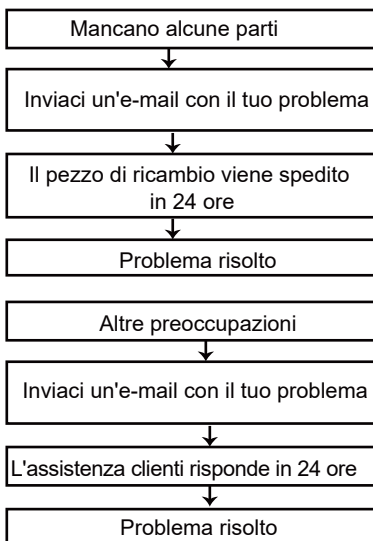 Mancano alcune parti
Inviaci un'e-mail con il tuo problema
Il pezzo di ricambio viene spedito
in 24 ore
Problema risolto
Altre preoccupazioni
Inviaci un'e-mail con il tuo problema
L'assistenza clienti risponde in 24 ore
Problema risolto